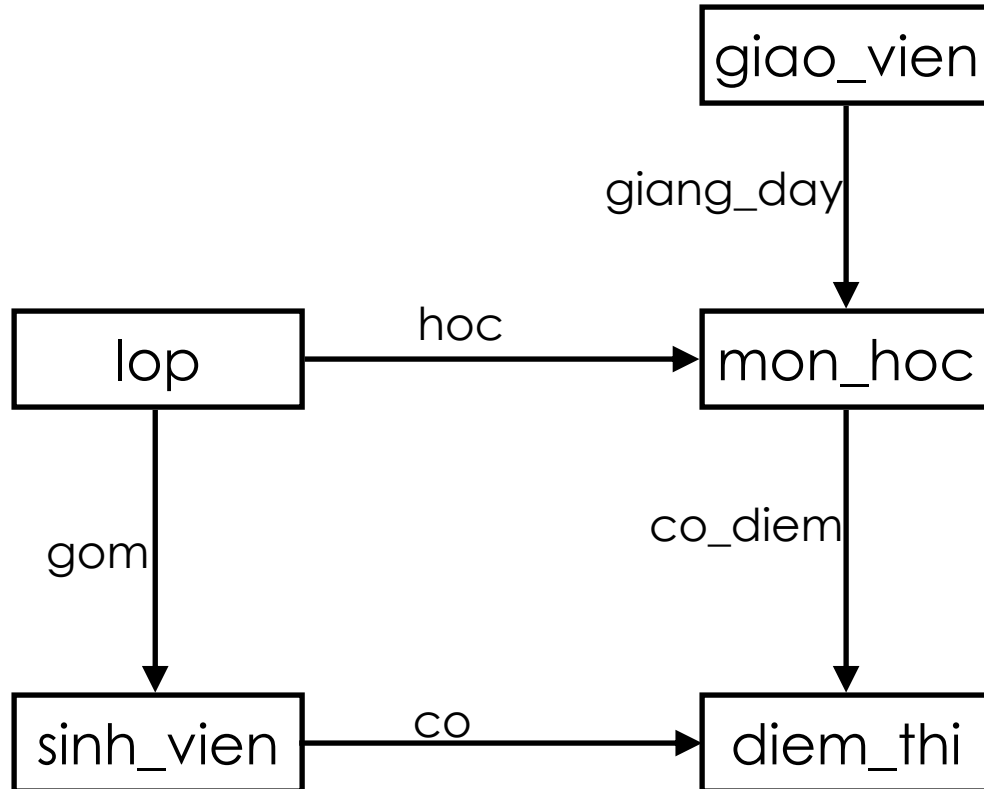 giao_vien
giang_day
hoc
lop
mon_hoc
co_diem
gom
co
sinh_vien
diem_thi